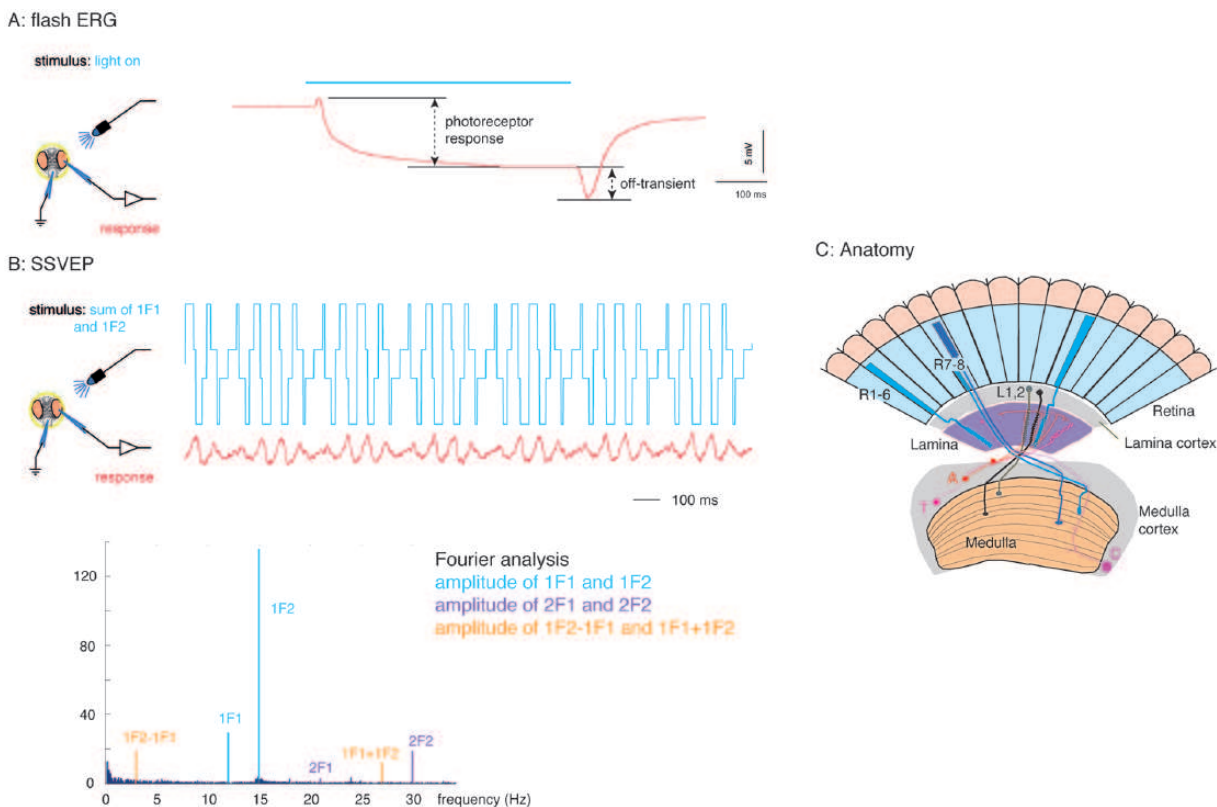 A: flash ERG
stimulus: light on
photoreceptor
response
off-transient
5 mV
100 ms
response
B: SSVEP
stimulus: sum of 1F1
and 1F2
response
100 ms
Fourier analysis
amplitude of 1F1 and 1F2
amplitude of 2F1 and 2F2
amplitude of 1F2-1F1 and 1F1+1F2
120
80
40
0
1F2-1F1
1F1
1F2
2F1
1F1+1F2
2F2
0
5
10
15
20
25
30
frequency (Hz)
C: Anatomy
R1-6
R7-8
L1,2
Retina
Lamina
Lamina cortex
A
T
C
Medulla
Medulla
cortex